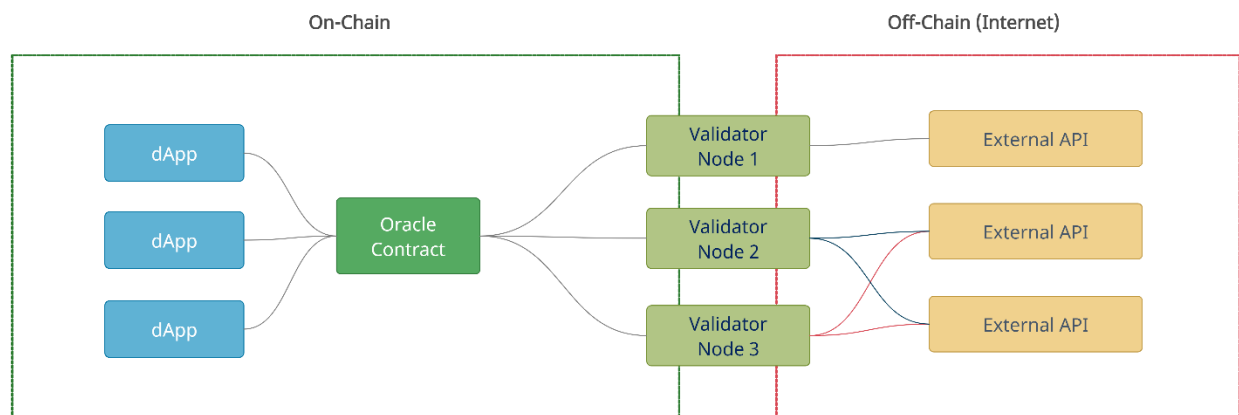 On-Chain
Off-Chain (Internet)
dApp
dApp
dApp
Oracle
Contract
Validator
Node 1
Validator
Node 2
Validator
Node 3
External API
External API
External API